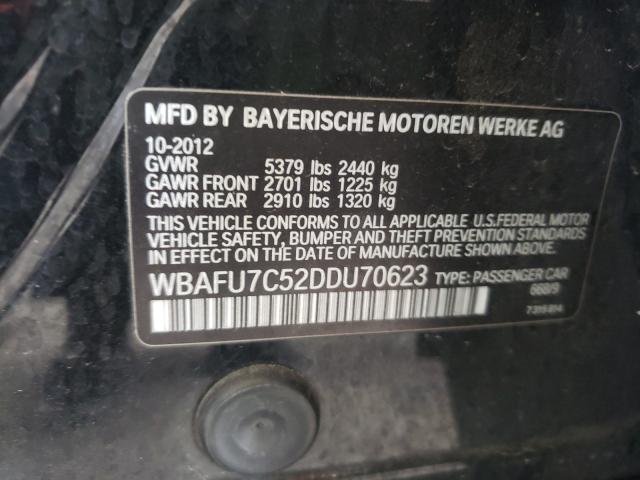 MFD BY BAYERISCHE MOTOREN WERKE AG
10-2012
GVWR 5379 lbs 2440 kg
GAWR FRONT 2701 lbs 1225 kg
GAWR REAR 2910 lbs 1320 kg
THIS VEHICLE CONFORMS TO ALL APPLICABLE U.S.FEDERAL MOTOR
VEHICLE SAFETY, BUMPER AND THEFT PREVENTION STANDARDS
IN EFFECT ON THE DATE OF MANUFACTURE SHOWN ABOVE.
WBAFU7C52DDU70623 TYPE: PASSENGER CAR
668/9